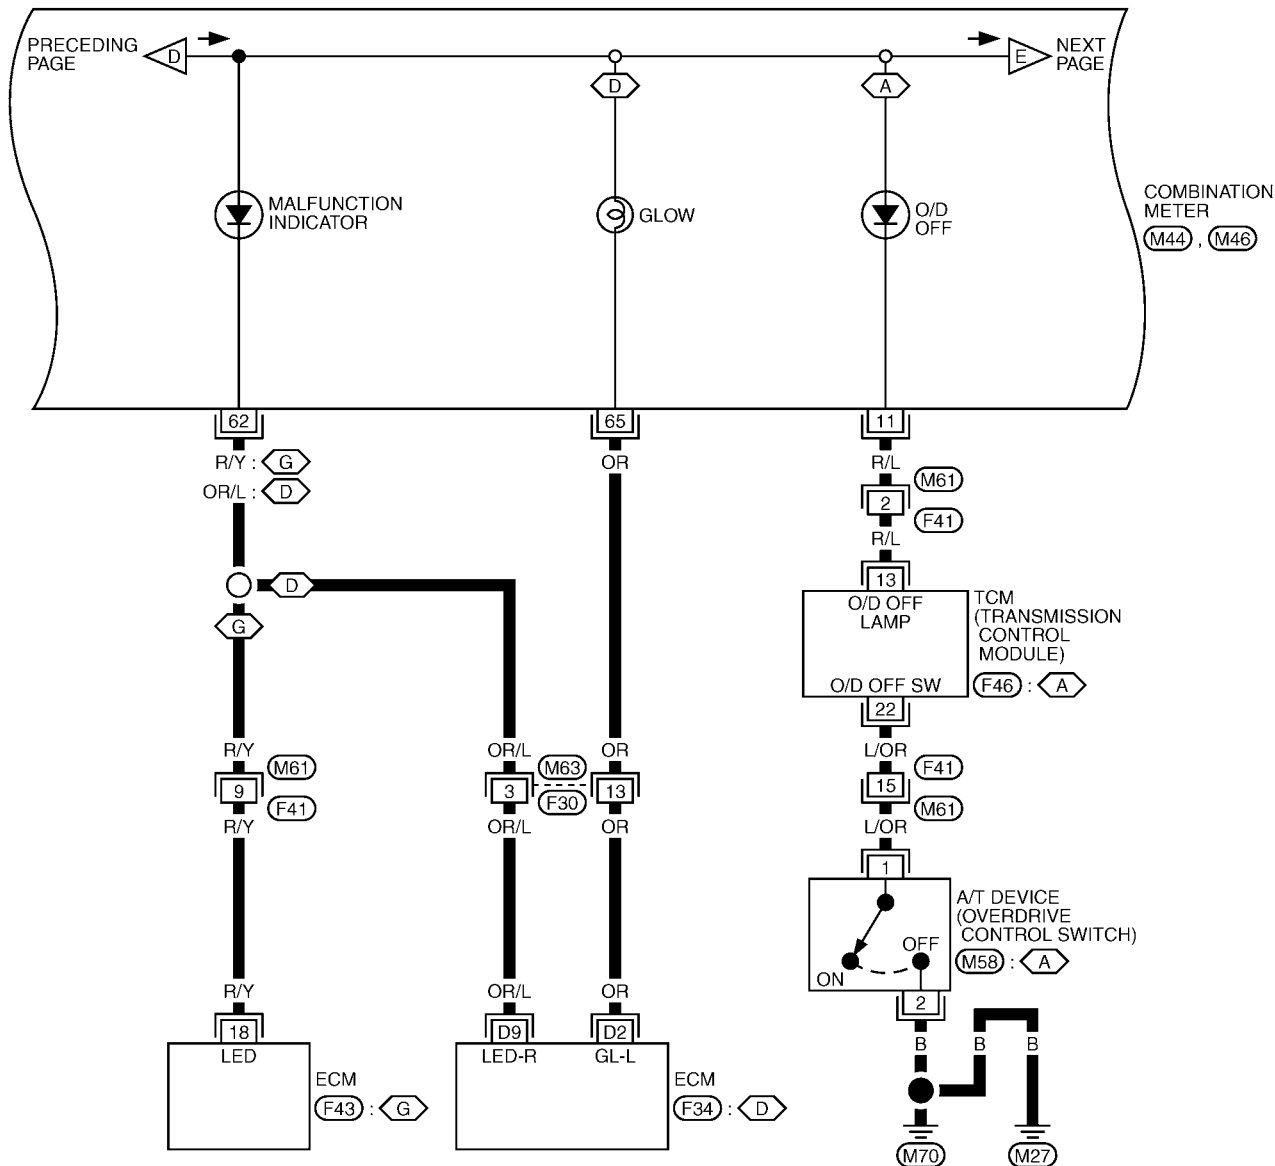 PRECEDING
PAGE
D
E
NEXT
PAGE
D
A
MALFUNCTION
INDICATOR
GLOW
O/D
OFF
COMBINATION
METER
M44 , M46
62
65
11
R/Y : G
OR/L : D
OR
R/L
M61
2
F41
R/L
D
G
13
O/D OFF
LAMP
TCM
(TRANSMISSION
CONTROL
MODULE)
O/D OFF SW
F46 : A
22
L/OR
R/Y
M61
9
F41
R/Y
OR/L
OR
M63
3
13
F30
OR/L
OR
F41
15
M61
L/OR
1
A/T DEVICE
(OVERDRIVE
CONTROL SWITCH)
OFF
ON
M58 : A
2
R/Y
OR/L
OR
18
LED
D9
D2
LED-R
GL-L
ECM
F43 : G
ECM
F34 : D
B
B
B
M70
M27